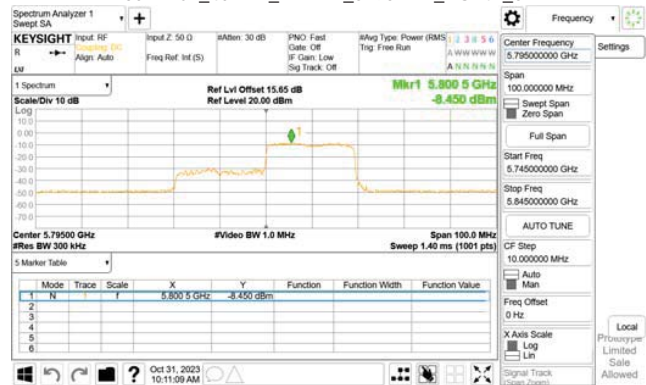 Spectrum Analyzer 1
Swept SA
+
Frequency
KEYSIGHT
Input: RF
Coupling: DC
Align: Auto
Input Z: 50 Ω
Freq Ref: Int (S)
#Atten: 30 dB
PNO: Fast
Gate: Off
IF Gain: Low
Sig Track: Off
#Avg Type: Power (RMS
Trig: Free Run
1 2 3 4 5 6
A W W W W W
A N N N N N
R
LXI
1 Spectrum
Scale/Div 10 dB
Ref Lvl Offset 15.65 dB
Ref Level 20.00 dBm
Mkr1 5.800 5 GHz
-8.450 dBm
Log
10.0
0.00
-10.0
-20.0
-30.0
-40.0
-50.0
-60.0
-70.0
1
Center 5.79500 GHz
#Res BW 300 kHz
#Video BW 1.0 MHz
Span 100.0 MHz
Sweep 1.40 ms (1001 pts)
5 Marker Table
Mode Trace Scale X Y Function Function Width Function Value
1 N 1 f 5.800 5 GHz -8.450 dBm
2
3
4
5
6
Oct 31, 2023
10:11:09 AM
Center Frequency
5.795000000 GHz
Settings
Span
100.000000 MHz
Swept Span
Zero Span
Full Span
Start Freq
5.745000000 GHz
Stop Freq
5.845000000 GHz
AUTO TUNE
CF Step
10.000000 MHz
Auto
Man
Freq Offset
0 Hz
X Axis Scale
Log
Lin
Local
Prototype
Limited
Sale
Allowed
Signal Track
(Span Zoom)